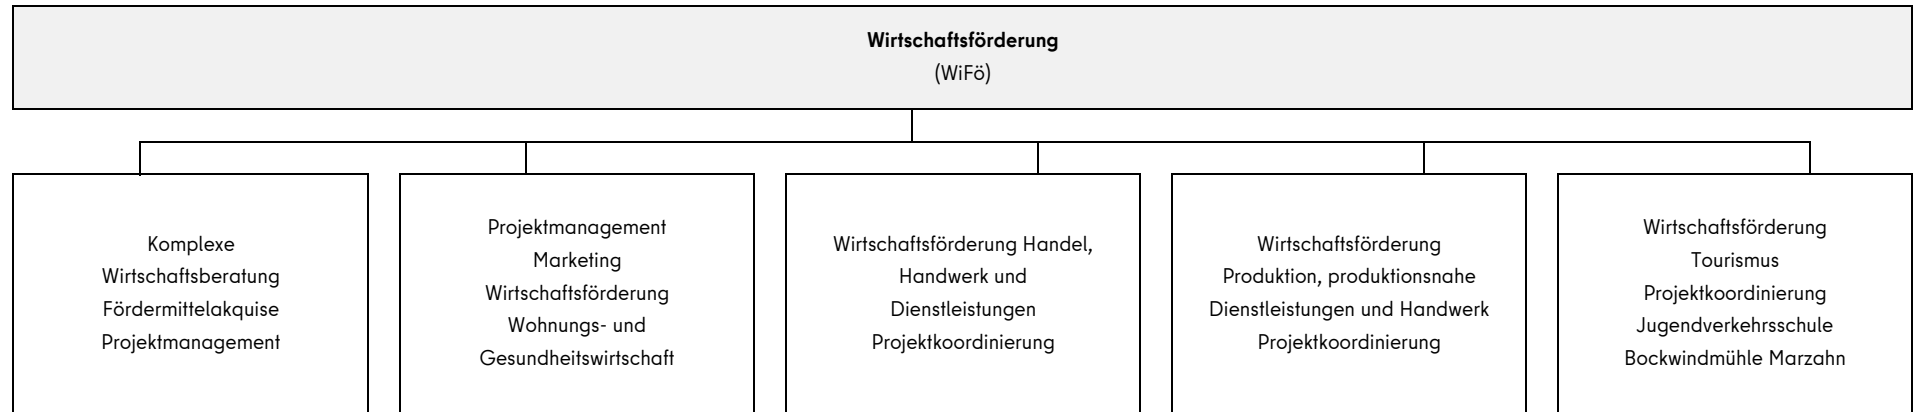 Wirtschaftsförderung
(WiFö)
Komplexe
Wirtschaftsberatung
Fördermittelakquise
Projektmanagement
Projektmanagement
Marketing
Wirtschaftsförderung
Wohnungs- und
Gesundheitswirtschaft
Wirtschaftsförderung Handel,
Handwerk und
Dienstleistungen
Projektkoordinierung
Wirtschaftsförderung
Produktion, produktionsnahe
Dienstleistungen und Handwerk
Projektkoordinierung
Wirtschaftsförderung
Tourismus
Projektkoordinierung
Jugendverkehrsschule
Bockwindmühle Marzahn